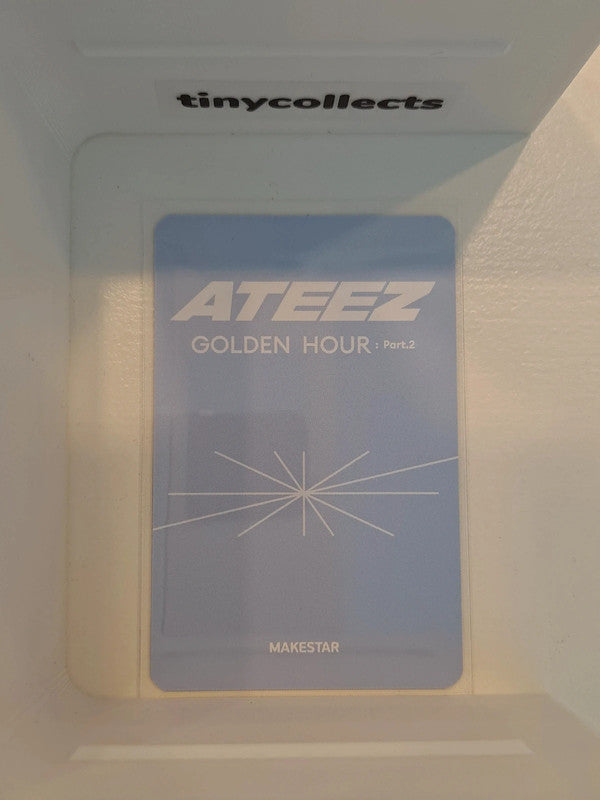 tinycollects
ATEEZ
GOLDEN HOUR : Part.2
MAKESTAR